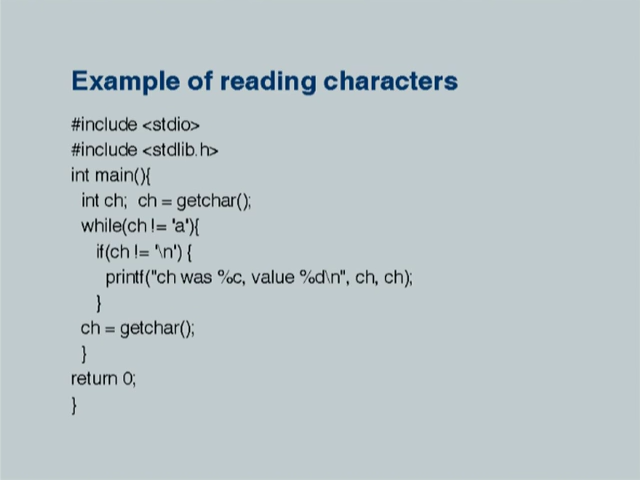 Example of reading characters
#include <stdio>
#include <stdlib.h>
int main(){
int ch; ch = getchar();
while(ch != 'a'){
if(ch != '\n') {
printf("ch was %c, value %d\n", ch, ch);
}
ch = getchar();
}
return 0;
}